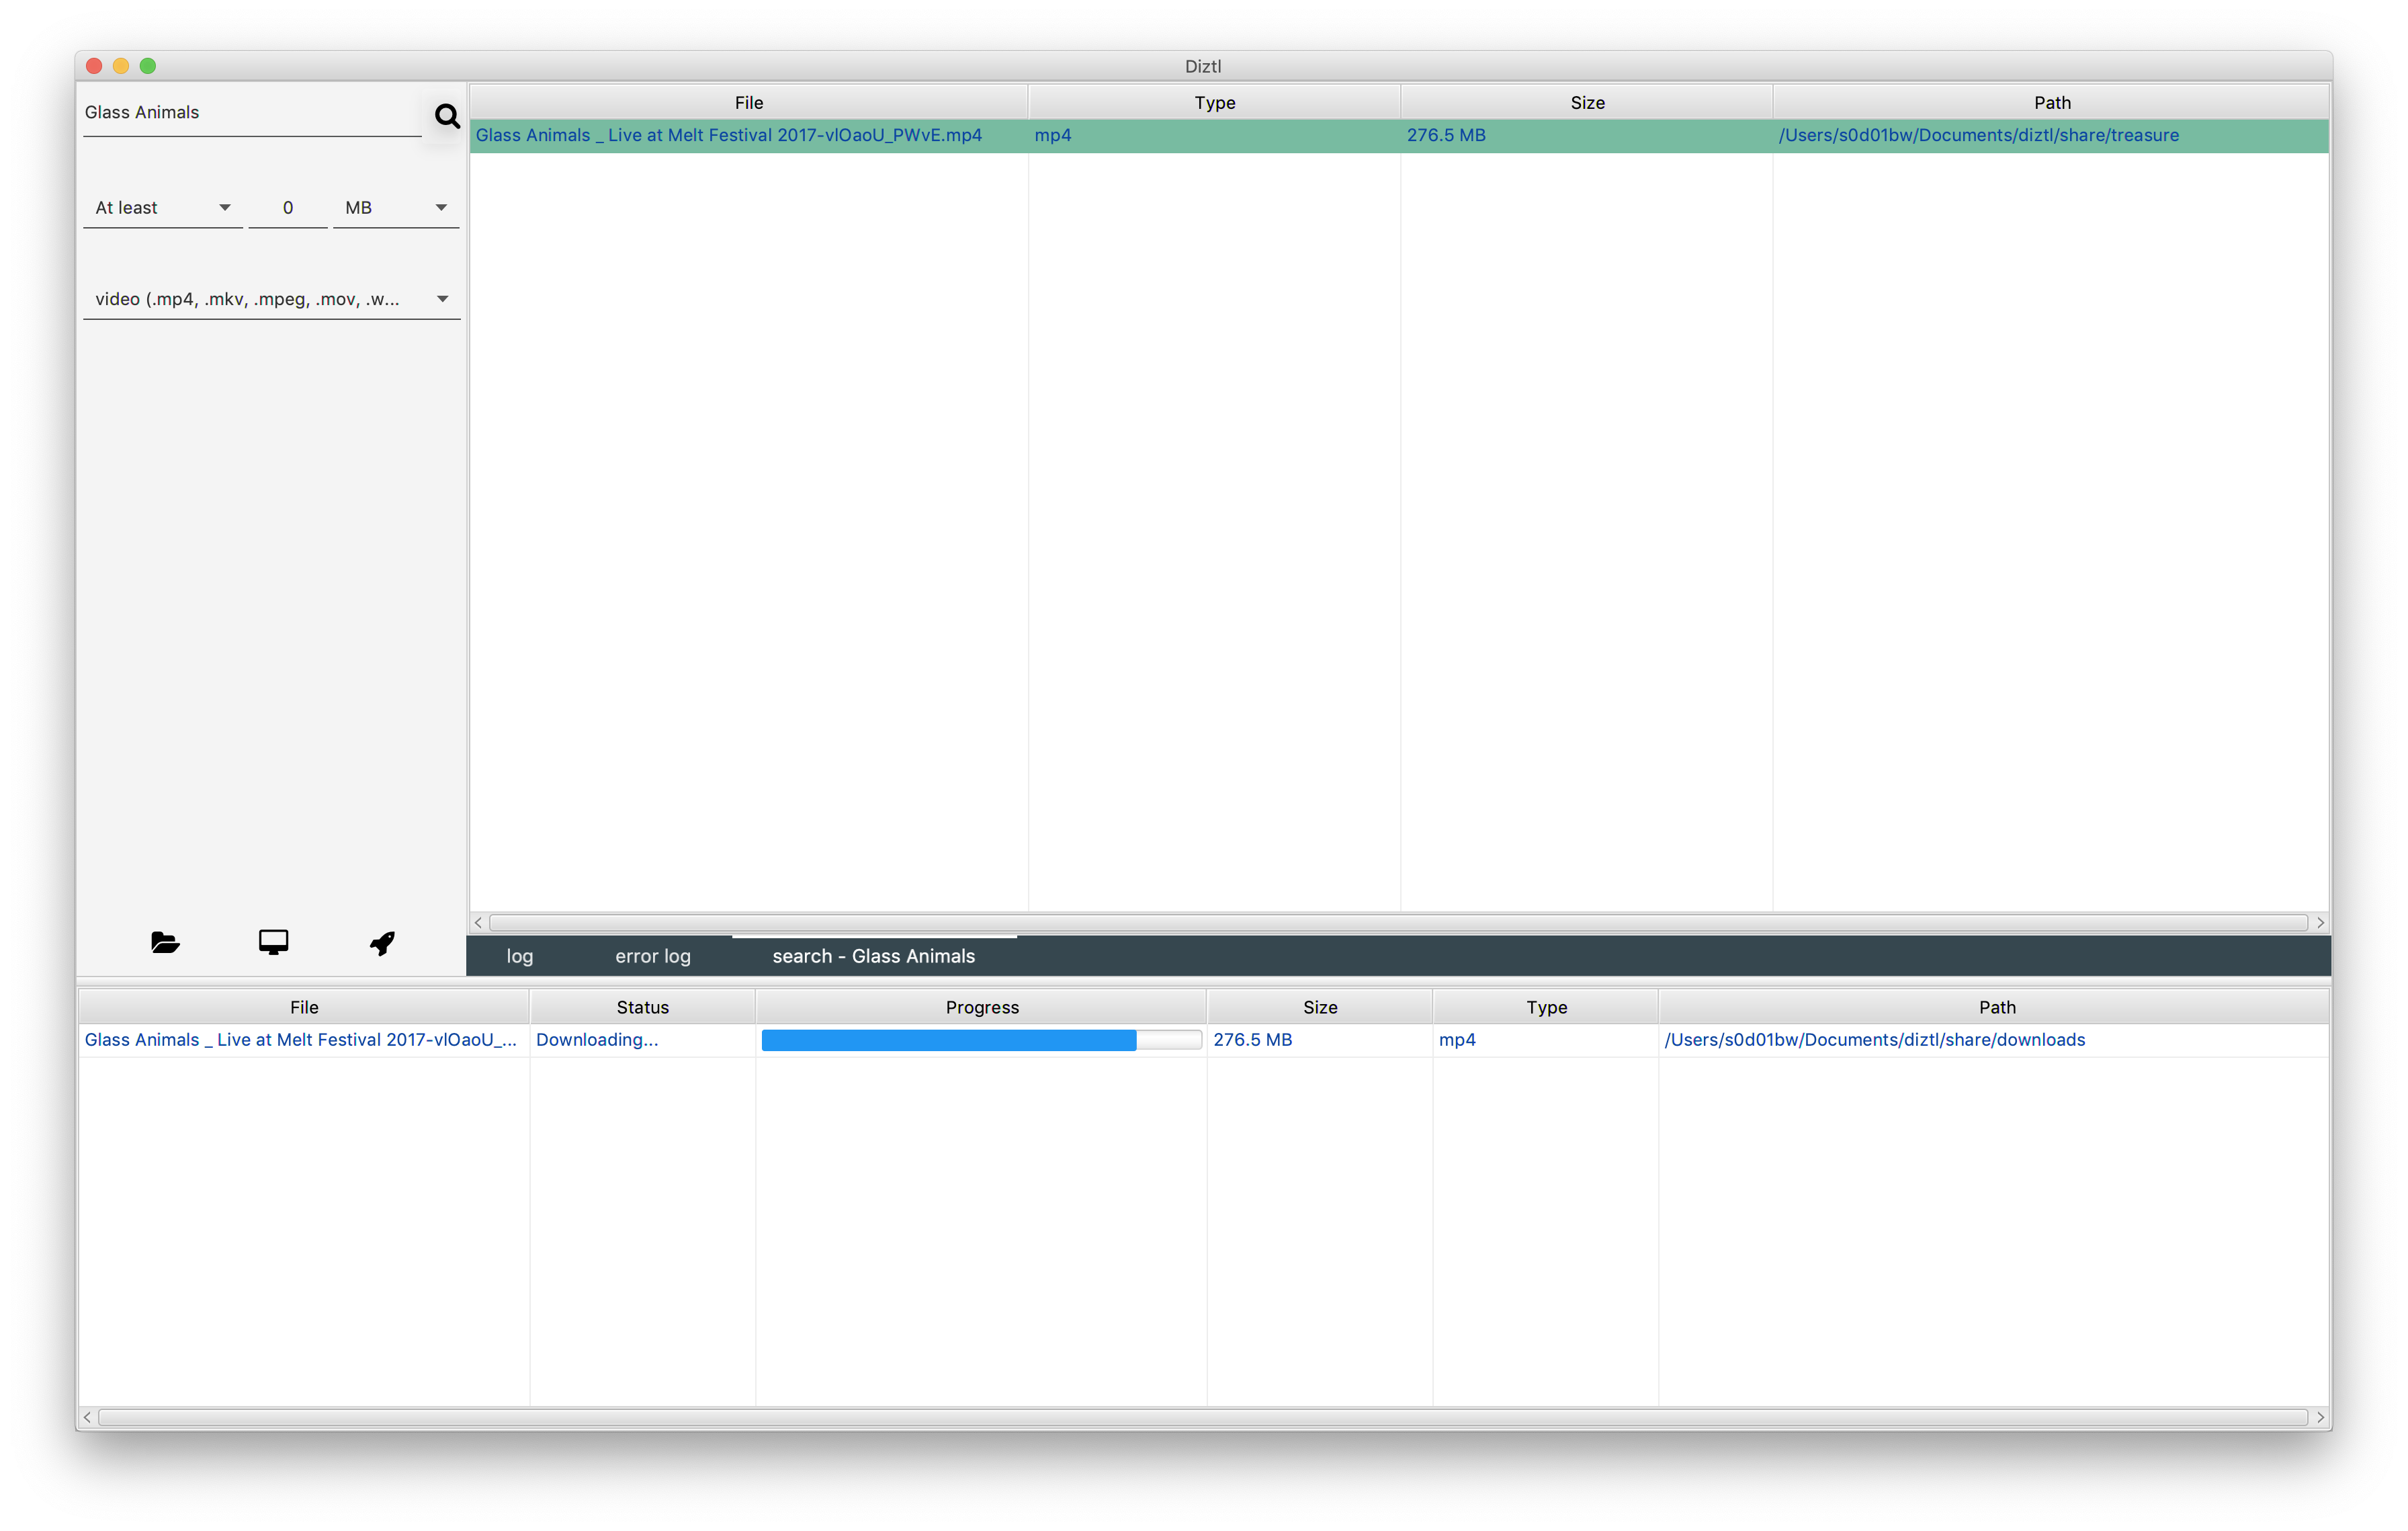 Diztl
Glass Animals
At least 0 MB
video (.mp4, .mkv, .mpeg, .mov, .w...
File Type Size Path
Glass Animals _ Live at Melt Festival 2017-vlOaoU_PWvE.mp4 mp4 276.5 MB /Users/s0d01bw/Documents/diztl/share/treasure
log error log search - Glass Animals
File Status Progress Size Type Path
Glass Animals _ Live at Melt Festival 2017-vlOaoU_... Downloading... 276.5 MB mp4 /Users/s0d01bw/Documents/diztl/share/downloads